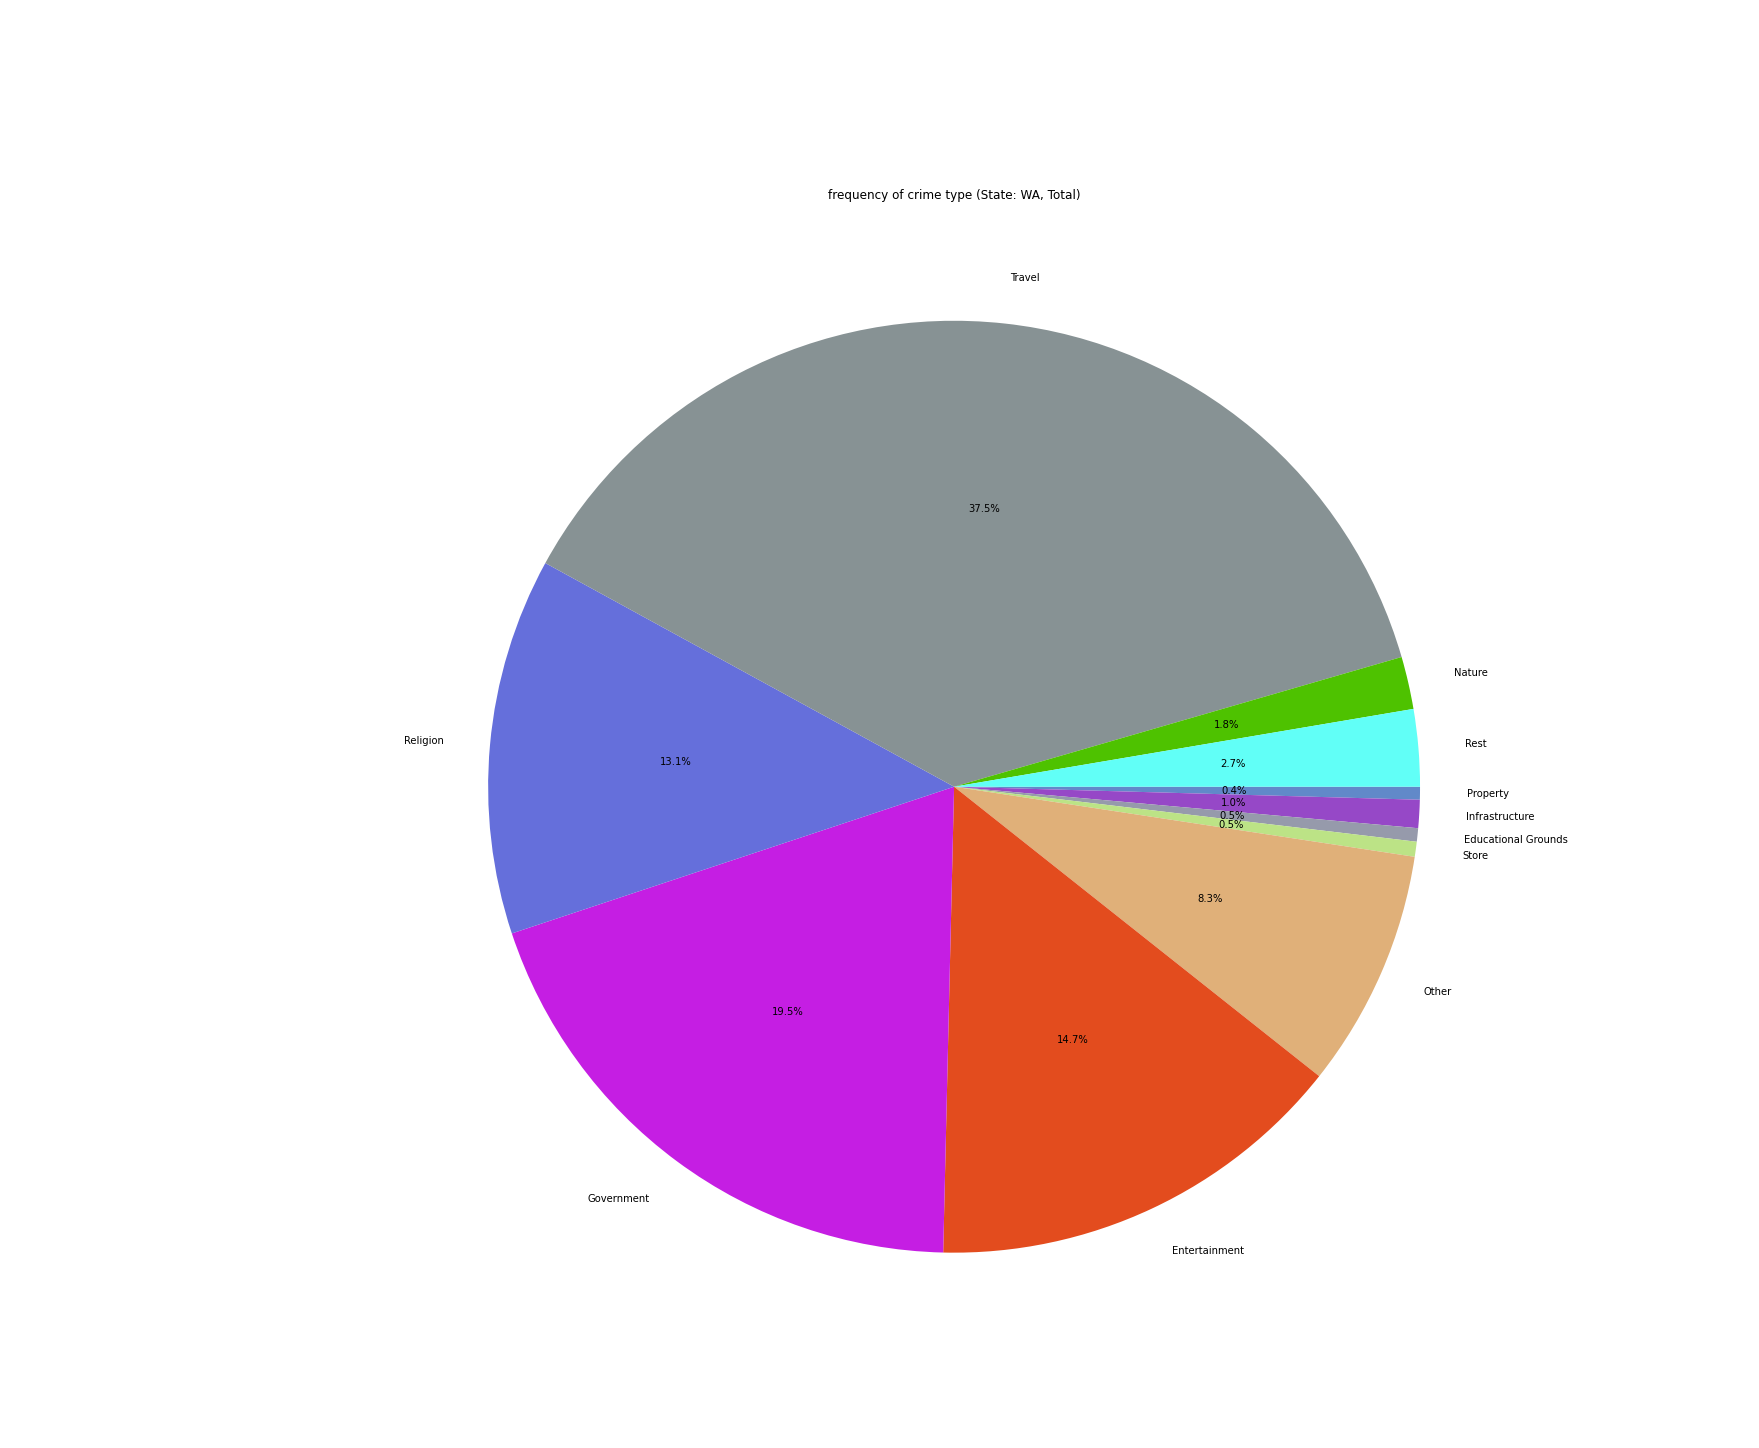 frequency of crime type (State: WA, Total)
Travel
37.5%
Nature
1.8%
Rest
2.7%
Religion
13.1%
0.4%
Property
1.0%
Infrastructure
0.5%
Educational Grounds
0.5%
Store
8.3%
Other
19.5%
14.7%
Government
Entertainment